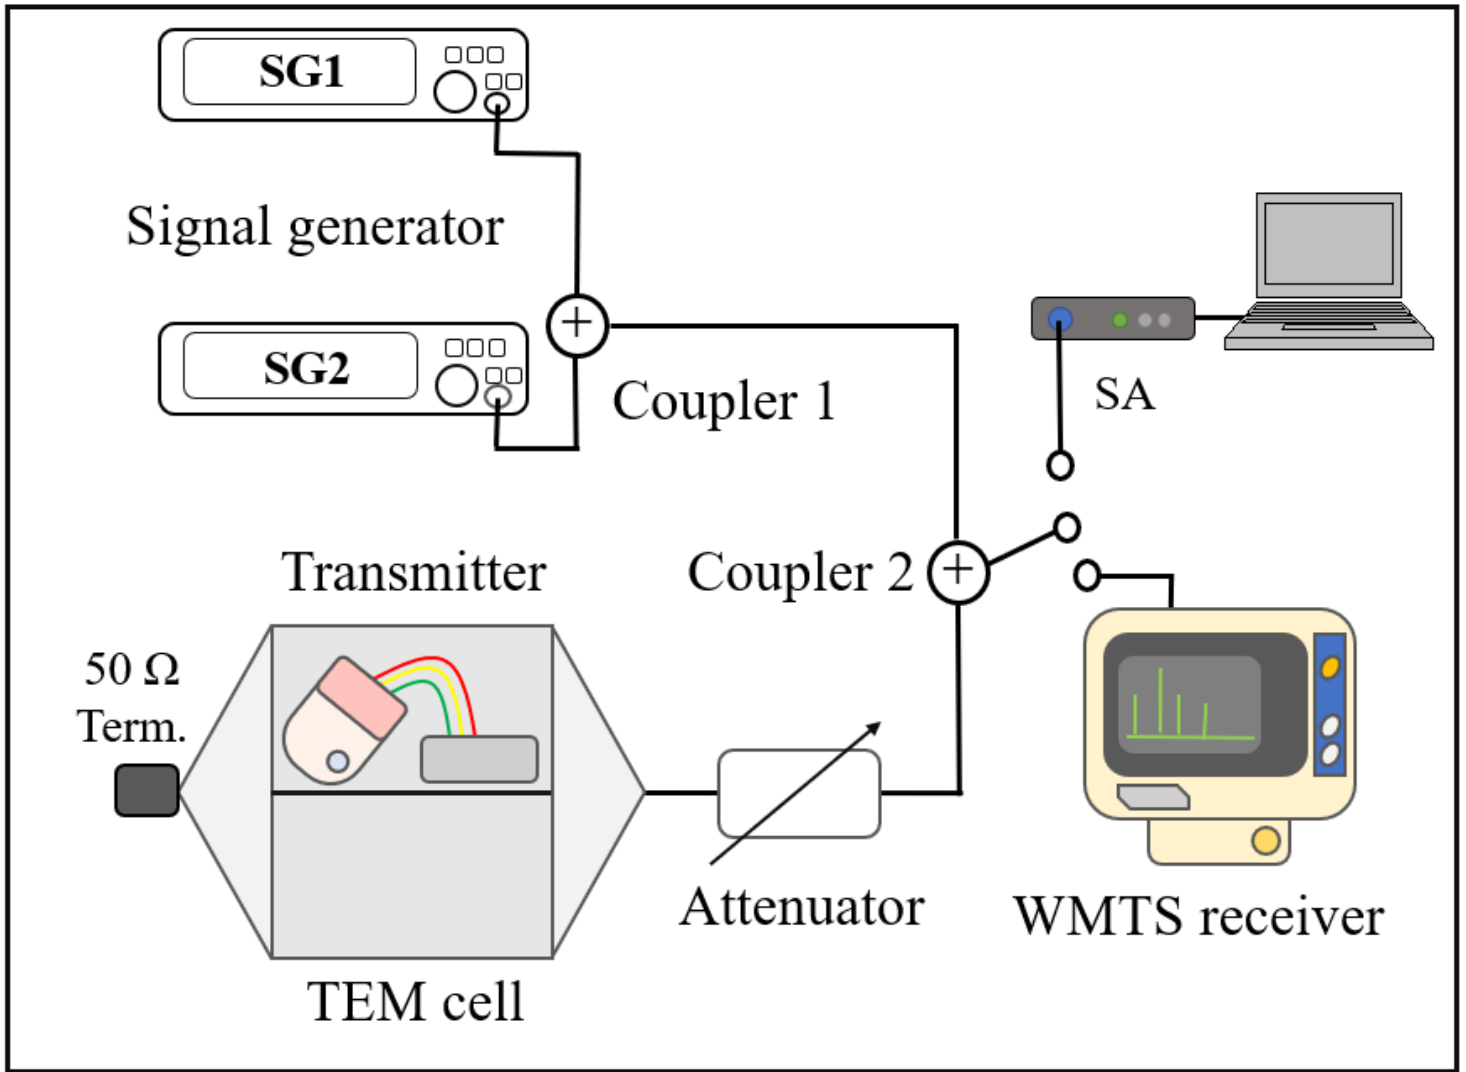 SG1
Signal generator
SG2
+
Coupler 1
SA
Transmitter
Coupler 2
+
50 Ω
Term.
Attenuator
WMTS receiver
TEM cell